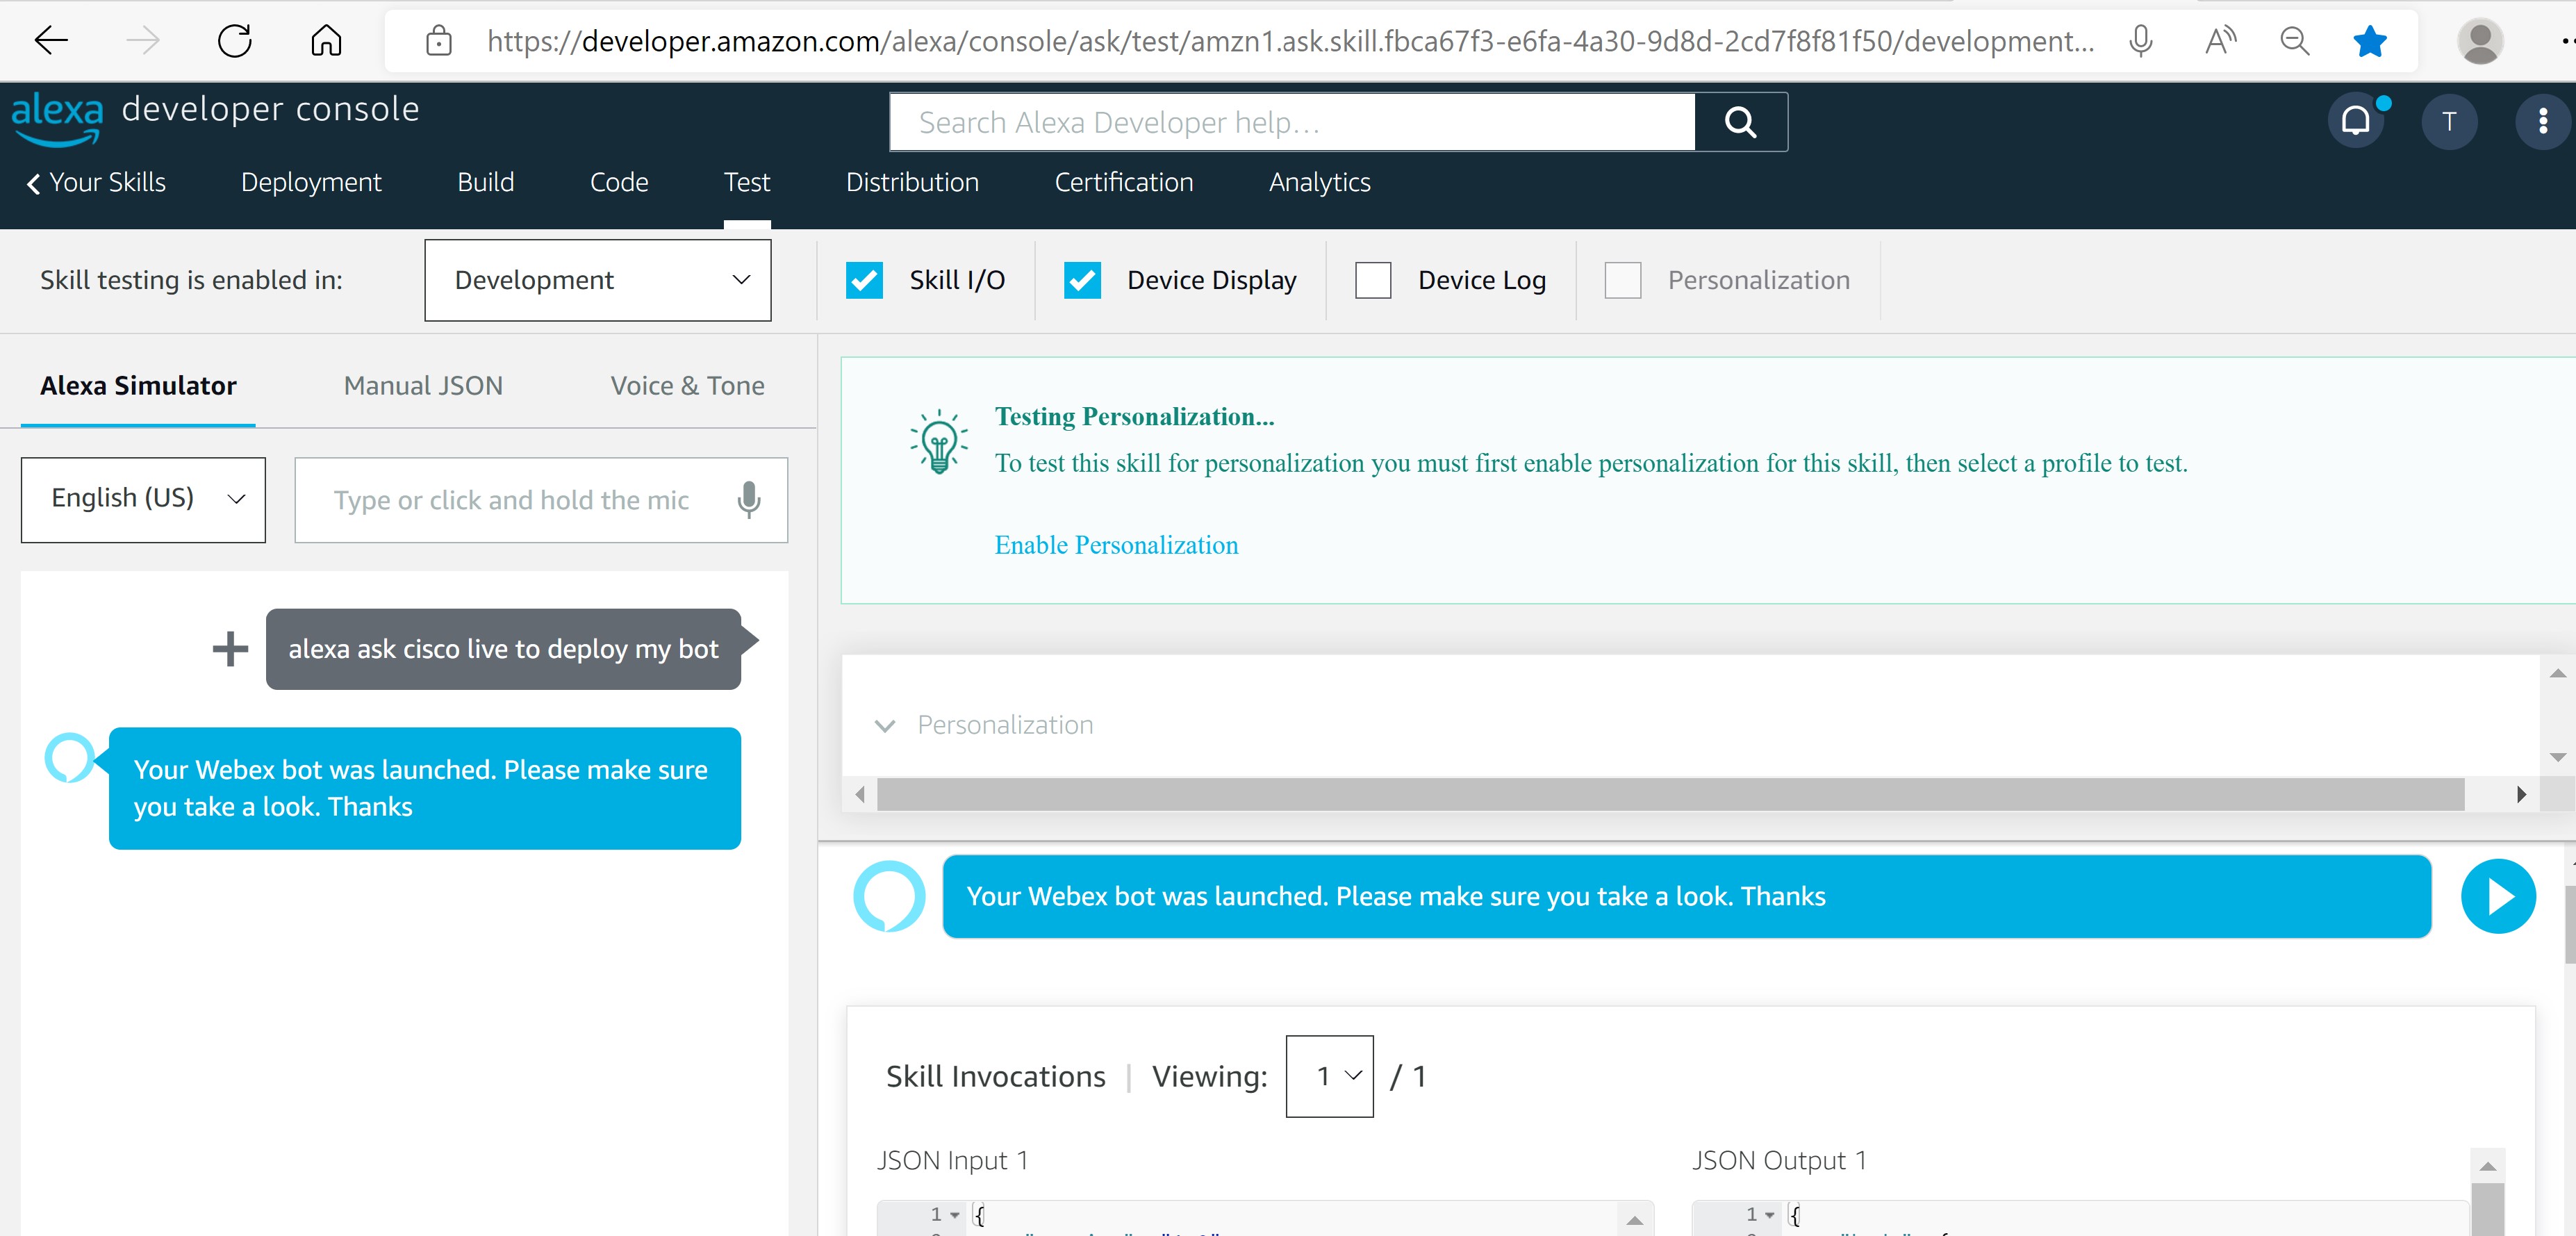 https://developer.amazon.com/alexa/console/ask/test/amzn1.ask.skill.fbca67f3-e6fa-4a30-9d8d-2cd7f8f81f50/development...
alexa developer console
Search Alexa Developer help...
T
Your Skills Deployment Build Code Test Distribution Certification Analytics
Skill testing is enabled in: Development Skill I/O Device Display Device Log Personalization
Alexa Simulator Manual JSON Voice & Tone
English (US) Type or click and hold the mic
alexa ask cisco live to deploy my bot
Your Webex bot was launched. Please make sure
you take a look. Thanks
Testing Personalization...
To test this skill for personalization you must first enable personalization for this skill, then select a profile to test.
Enable Personalization
Personalization
Your Webex bot was launched. Please make sure you take a look. Thanks
Skill Invocations | Viewing: 1 / 1
JSON Input 1 JSON Output 1
1 { 1 {